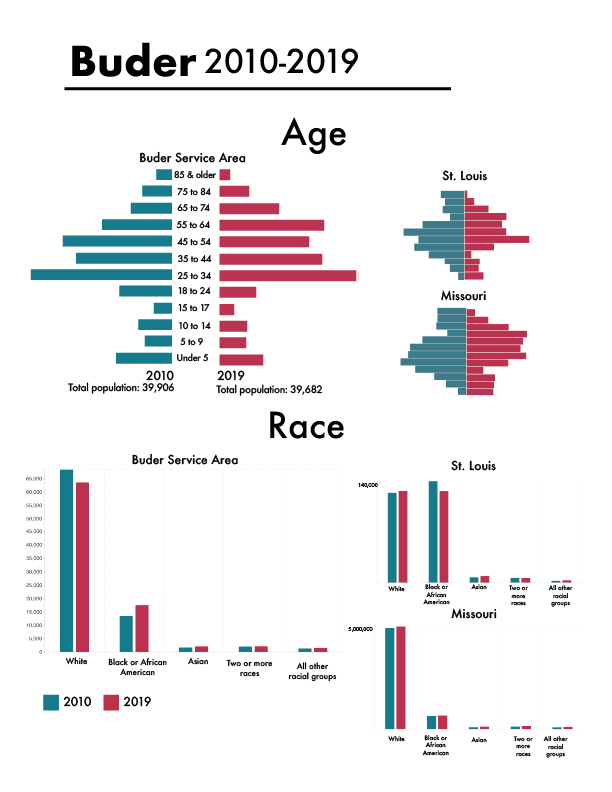 Buder 2010-2019
Age
Buder Service Area
85 & older
75 to 84
65 to 74
55 to 64
45 to 54
35 to 44
25 to 34
18 to 24
15 to 17
10 to 14
5 to 9
Under 5
2010
Total population: 39,906
2019
Total population: 39,682
St. Louis
Missouri
Race
Buder Service Area
65,000
60,000
55,000
50,000
45,000
40,000
35,000
30,000
25,000
20,000
15,000
10,000
5,000
0
White
Black or African
American
Asian
Two or more
races
All other
racial groups
2010
2019
St. Louis
140,000
White
Black or
African
American
Asian
Two or
more
races
All other
racial
groups
Missouri
5,000,000
White
Black or
African
American
Asian
Two or
more
races
All other
racial
groups